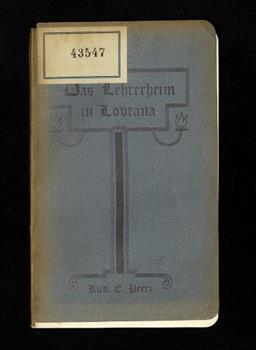 43547
Das Lehrerheim
in Lovrana
Rud. E. Peerz